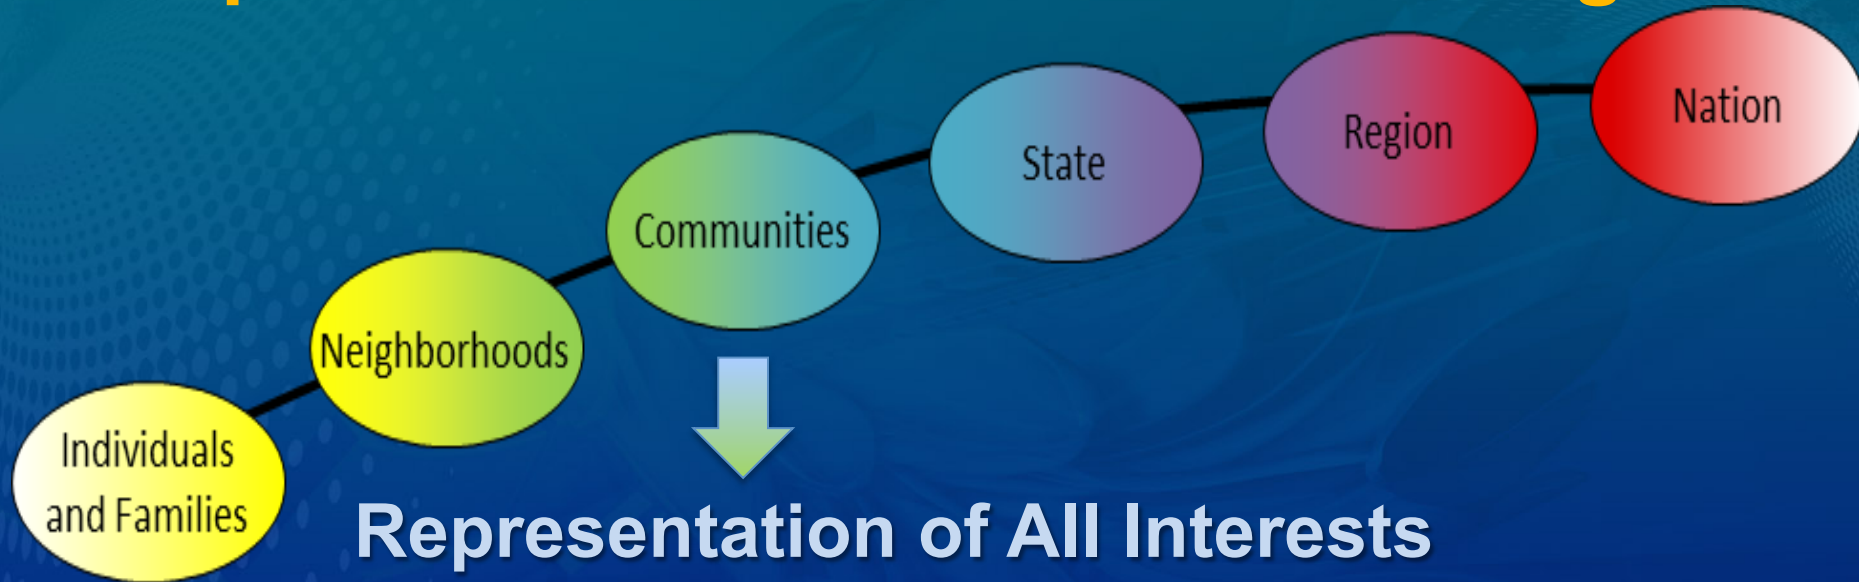 Individuals
and Families
Neighborhoods
Communities
State
Region
Nation
Representation of All Interests